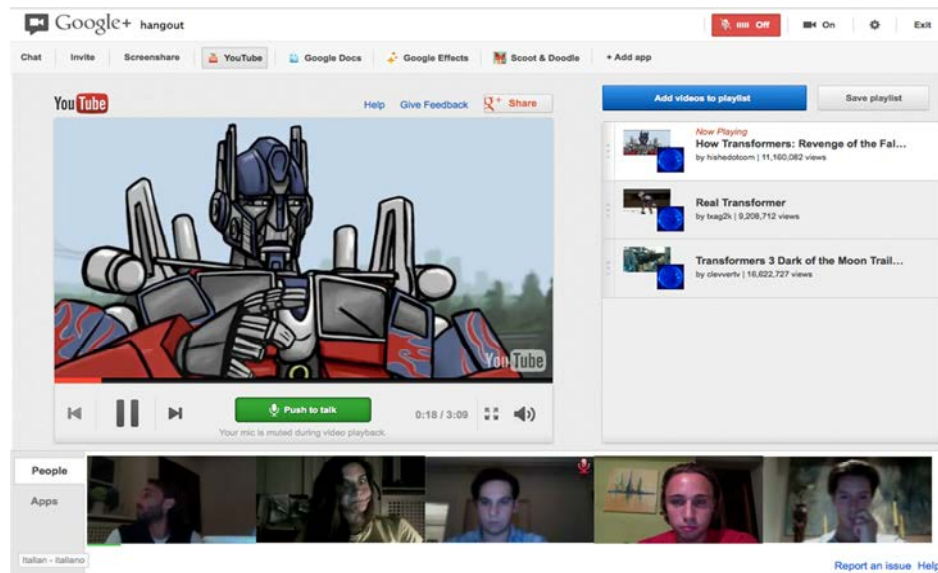 Google+ hangout
Off
On
Exit
Chat
Invite
Screenshare
YouTube
Google Docs
Google Effects
Scoot & Doodle
+ Add app
YouTube
Help
Give Feedback
g+ Share
YouTube
Push to talk
0:18 / 3:09
Your mic is muted during video playback.
Add videos to playlist
Save playlist
Now Playing
How Transformers: Revenge of the Fal...
by hishedotcom | 11,160,082 views
Real Transformer
by txag2k | 9,208,712 views
Transformers 3 Dark of the Moon Trail...
by clevvertv | 16,622,727 views
People
Apps
Italian - italiano
Report an issue
Help